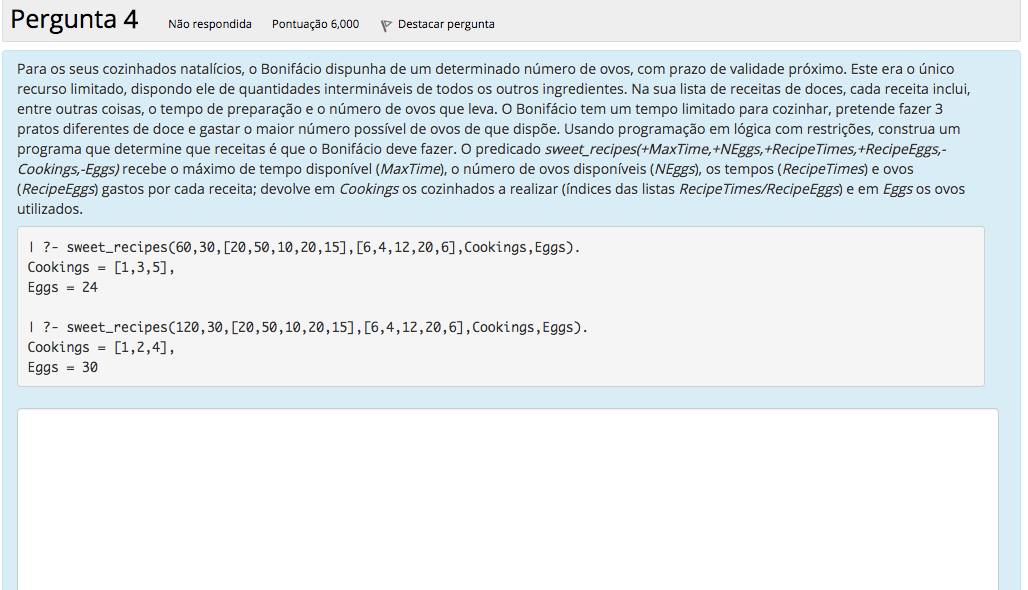 Pergunta 4 Não respondida Pontuação 6,000 Destacar pergunta
Para os seus cozinhados natalícios, o Bonifácio dispunha de um determinado número de ovos, com prazo de validade próximo. Este era o único
recurso limitado, dispondo ele de quantidades intermináveis de todos os outros ingredientes. Na sua lista de receitas de doces, cada receita inclui,
entre outras coisas, o tempo de preparação e o número de ovos que leva. O Bonifácio tem um tempo limitado para cozinhar, pretende fazer 3
pratos diferentes de doce e gastar o maior número possível de ovos de que dispõe. Usando programação em lógica com restrições, construa um
programa que determine que receitas é que o Bonifácio deve fazer. O predicado sweet_recipes(+MaxTime,+NEggs,+RecipeTimes,+RecipeEggs,-
Cookings,-Eggs) recebe o máximo de tempo disponível (MaxTime), o número de ovos disponíveis (NEggs), os tempos (RecipeTimes) e ovos
(RecipeEggs) gastos por cada receita; devolve em Cookings os cozinhados a realizar (índices das listas RecipeTimes/RecipeEggs) e em Eggs os ovos
utilizados.
| ?- sweet_recipes(60,30,[20,50,10,20,15],[6,4,12,20,6],Cookings,Eggs).
Cookings = [1,3,5],
Eggs = 24
| ?- sweet_recipes(120,30,[20,50,10,20,15],[6,4,12,20,6],Cookings,Eggs).
Cookings = [1,2,4],
Eggs = 30